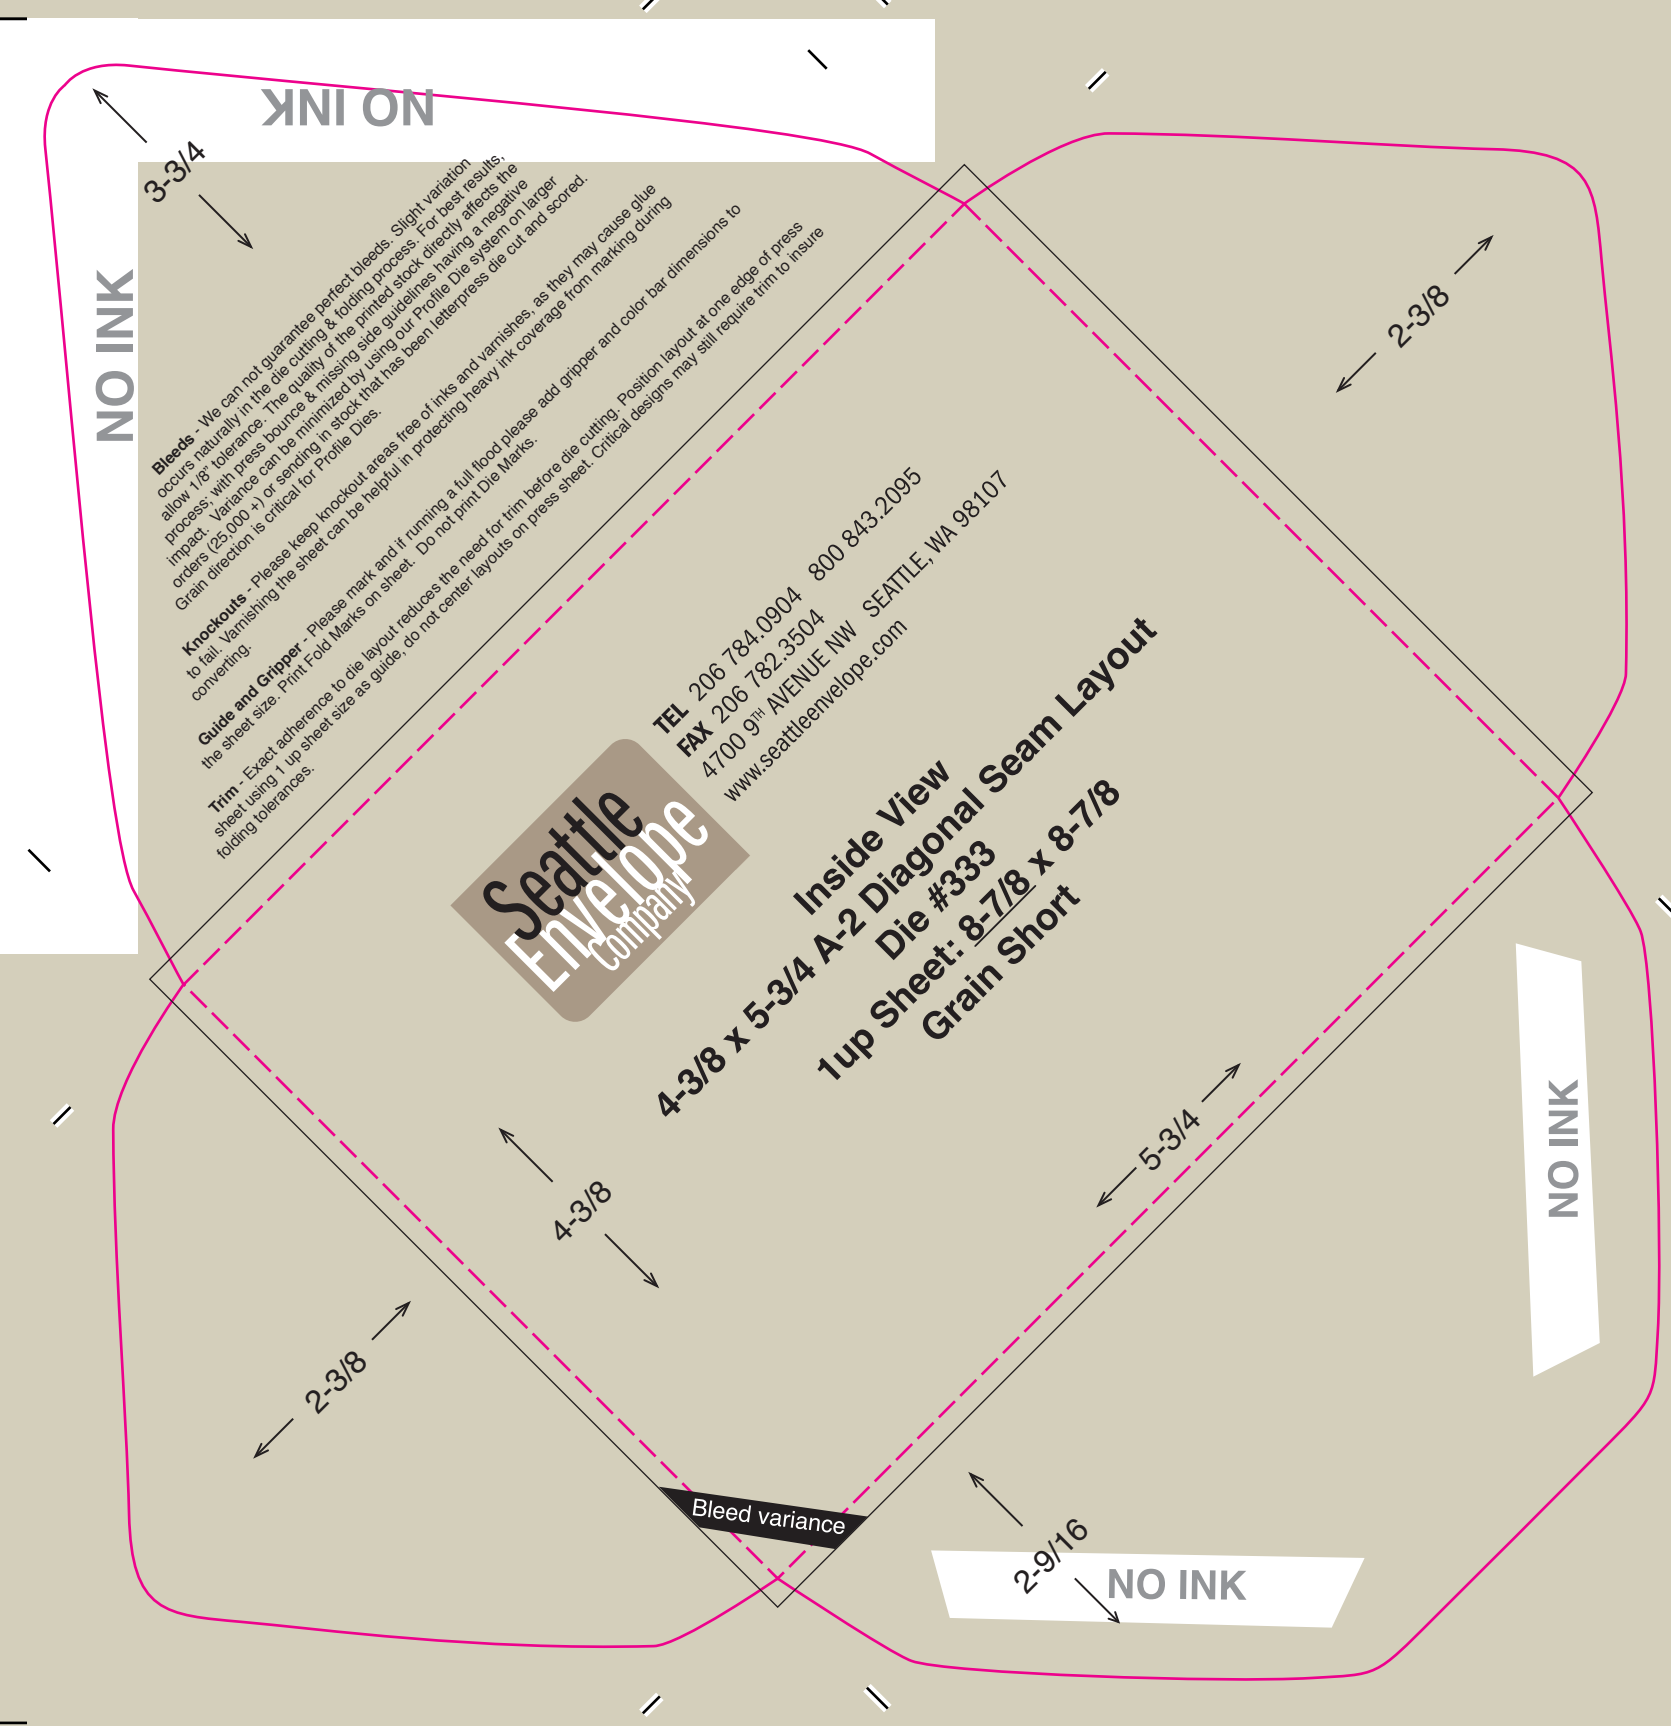 NO INK
3-3/4
NO INK
Bleeds - We can not guarantee perfect bleeds. Slight variation
occurs naturally in the die cutting & folding process. For best results,
allow 1/8" tolerance. The quality of the printed stock directly affects the
process; with press bounce & missing side guidelines having a negative
impact. Variance can be minimized by using our Profile Die system on larger
orders (25,000 +) or sending in stock that has been letterpress die cut and scored.
Grain direction is critical for Profile Dies.
Knockouts - Please keep knockout areas free of inks and varnishes, as they may cause glue
to fail. Varnishing the sheet can be helpful in protecting heavy ink coverage from marking during
converting.
Guide and Gripper - Please mark and if running a full flood please add gripper and color bar dimensions to
the sheet size. Print Fold Marks on sheet. Do not print Die Marks.
Trim - Exact adherence to die layout reduces the need for trim before die cutting. Position layout at one edge of press
sheet using 1 up sheet size as guide, do not center layouts on press sheet. Critical designs may still require trim to insure
folding tolerances.
2-3/8
Seattle
Envelope
Company
TEL 206 784.0904 800 843.2095
FAX 206 782.3504
4700 9TH AVENUE NW SEATTLE, WA 98107
www.seattleenvelope.com
Inside View
4-3/8 x 5-3/4 A-2 Diagonal Seam Layout
Die #333
1up Sheet: 8-7/8 x 8-7/8
Grain Short
4-3/8
5-3/4
NO INK
2-3/8
Bleed variance
2-9/16
NO INK